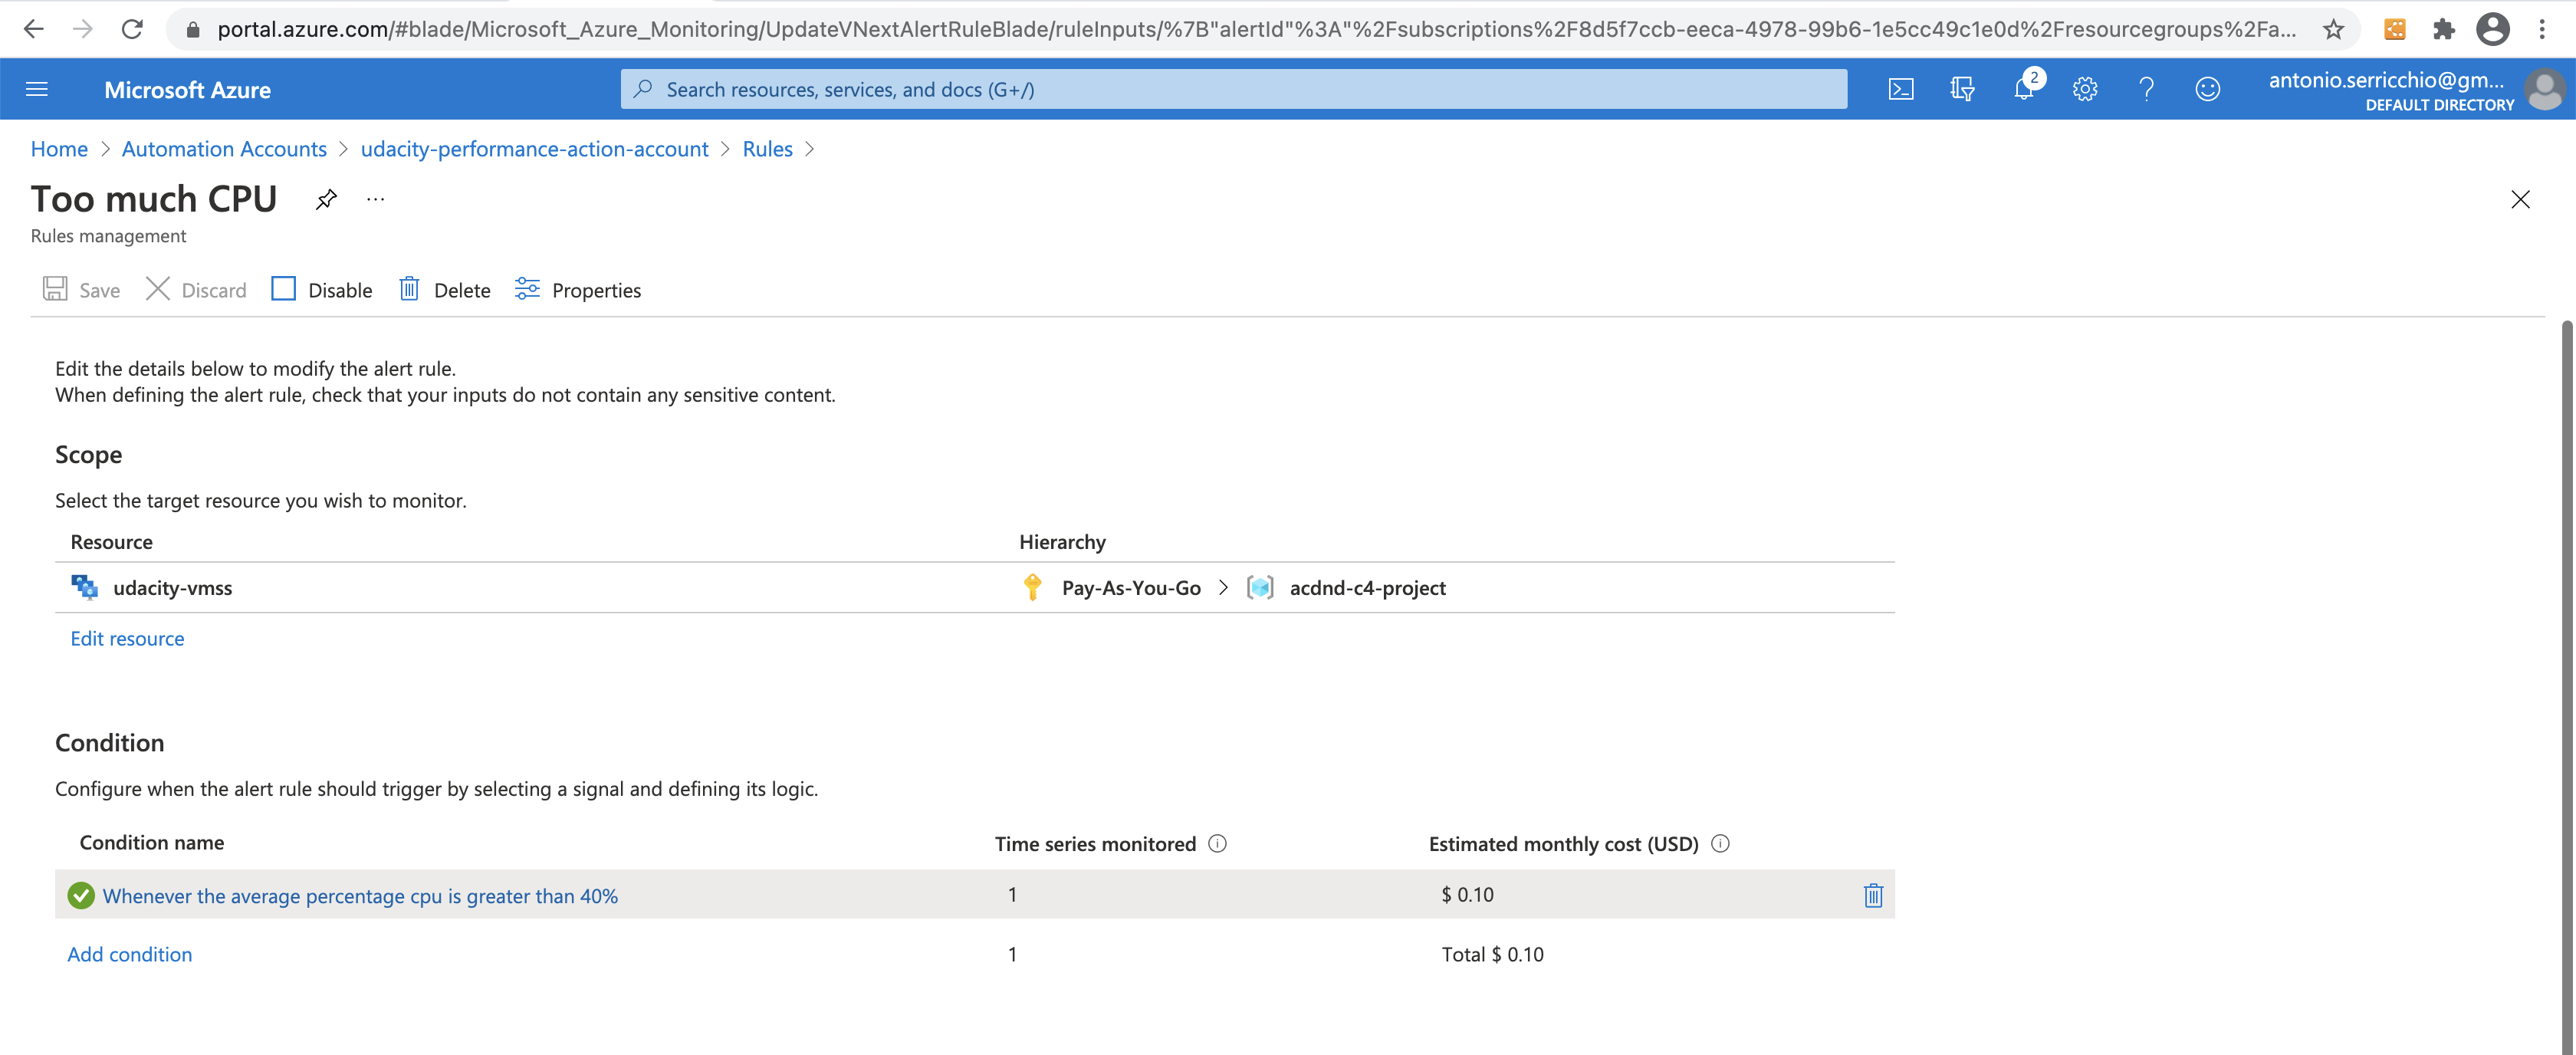 portal.azure.com/#blade/Microsoft_Azure_Monitoring/UpdateVNextAlertRuleBlade/ruleInputs/%7B"alertId"%3A"%2Fsubscriptions%2F8d5f7ccb-eeca-4978-99b6-1e5cc49c1e0d%2Fresourcegroups%2Fa...
Microsoft Azure
Search resources, services, and docs (G+/)
2
antonio.serricchio@gm...
DEFAULT DIRECTORY
Home > Automation Accounts > udacity-performance-action-account > Rules >
Too much CPU ...
Rules management
Save Discard Disable Delete Properties
Edit the details below to modify the alert rule.
When defining the alert rule, check that your inputs do not contain any sensitive content.
Scope
Select the target resource you wish to monitor.
Resource Hierarchy
udacity-vmss Pay-As-You-Go > acdnd-c4-project
Edit resource
Condition
Configure when the alert rule should trigger by selecting a signal and defining its logic.
Condition name Time series monitored Estimated monthly cost (USD)
Whenever the average percentage cpu is greater than 40% 1 $ 0.10
Add condition 1 Total $ 0.10